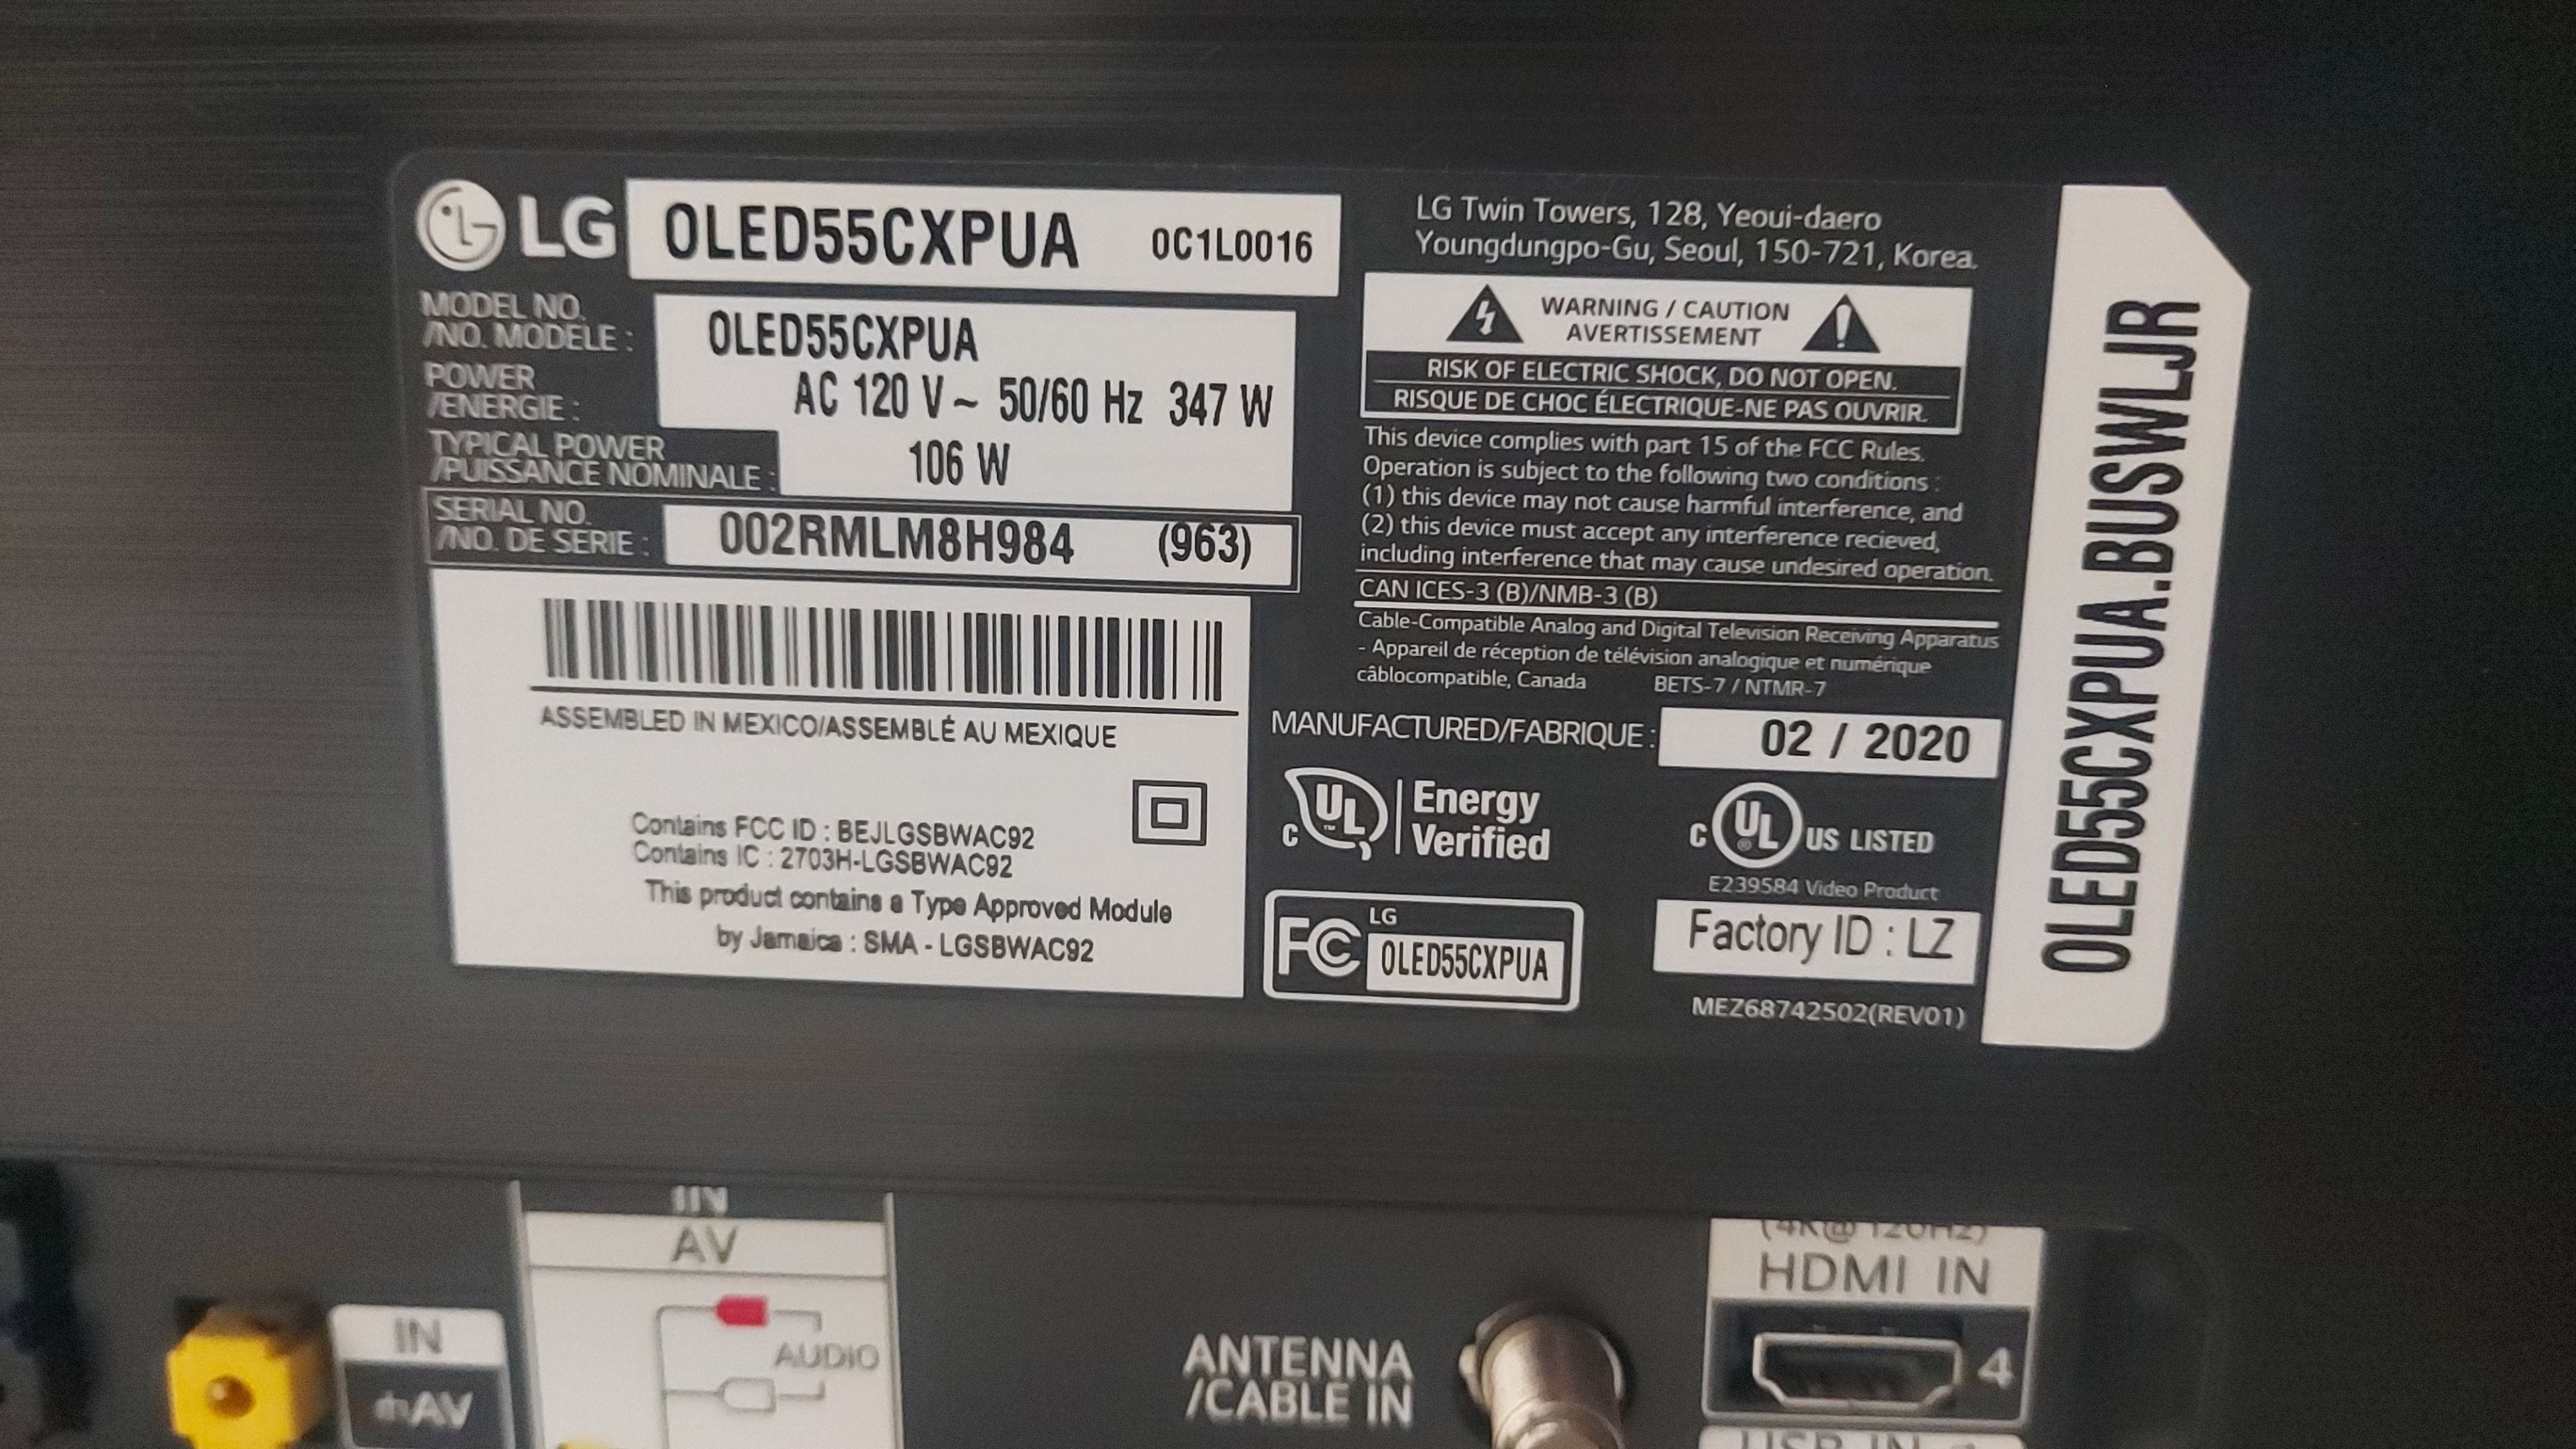 LG OLED55CXPUA 0C1L0016
MODEL NO.
/NO. MODELE : OLED55CXPUA
POWER
/ENERGIE : AC 120 V ~ 50/60 Hz 347 W
TYPICAL POWER
/PUISSANCE NOMINALE : 106 W
SERIAL NO.
/NO. DE SERIE : 002RMLM8H984 (963)
ASSEMBLED IN MEXICO/ASSEMBLÉ AU MEXIQUE
Contains FCC ID : BEJLGSBWAC92
Contains IC : 2703H-LGSBWAC92
This product contains a Type Approved Module
by Jamaica : SMA - LGSBWAC92
LG Twin Towers, 128, Yeoui-daero
Youngdungpo-Gu, Seoul, 150-721, Korea.
WARNING / CAUTION
AVERTISSEMENT
RISK OF ELECTRIC SHOCK, DO NOT OPEN.
RISQUE DE CHOC ÉLECTRIQUE-NE PAS OUVRIR.
This device complies with part 15 of the FCC Rules.
Operation is subject to the following two conditions :
(1) this device may not cause harmful interference, and
(2) this device must accept any interference recieved,
including interference that may cause undesired operation.
CAN ICES-3 (B)/NMB-3 (B)
Cable-Compatible Analog and Digital Television Receiving Apparatus
- Appareil de réception de télévision analogique et numérique
câblocompatible, Canada BETS-7 / NTMR-7
MANUFACTURED/FABRIQUE : 02 / 2020
C UL Energy
Verified
C UL US LISTED
E239584 Video Product
FC LG
OLED55CXPUA
Factory ID : LZ
MEZ68742502(REV01)
OLED55CXPUA.BUSWLJR
IN
AV
AUDIO
IN
AV
ANTENNA
/CABLE IN
(4K@120Hz)
HDMI IN
4
USB IN